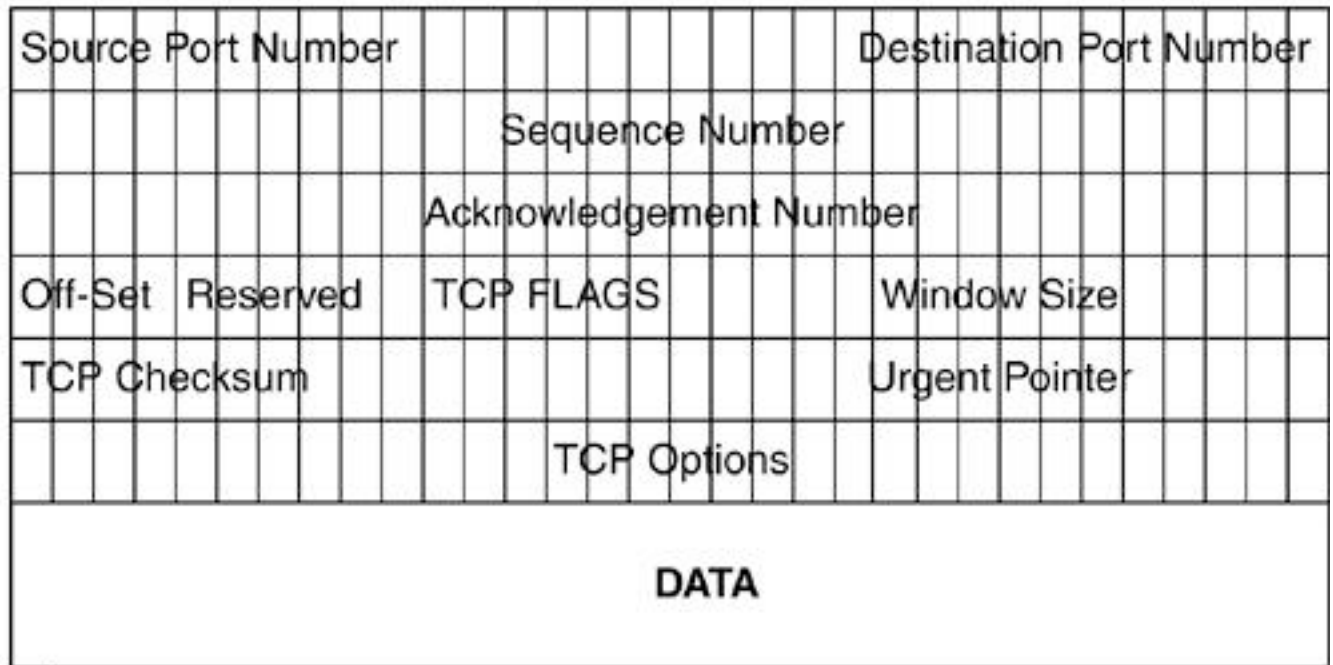 Source Port Number Destination Port Number
Sequence Number
Acknowledgement Number
Off-Set Reserved TCP FLAGS Window Size
TCP Checksum Urgent Pointer
TCP Options
DATA